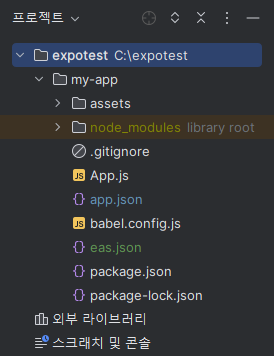 프로젝트
expotest C:\expotest
my-app
assets
node_modules library root
.gitignore
App.js
app.json
babel.config.js
eas.json
package.json
package-lock.json
외부 라이브러리
스크래치 및 콘솔